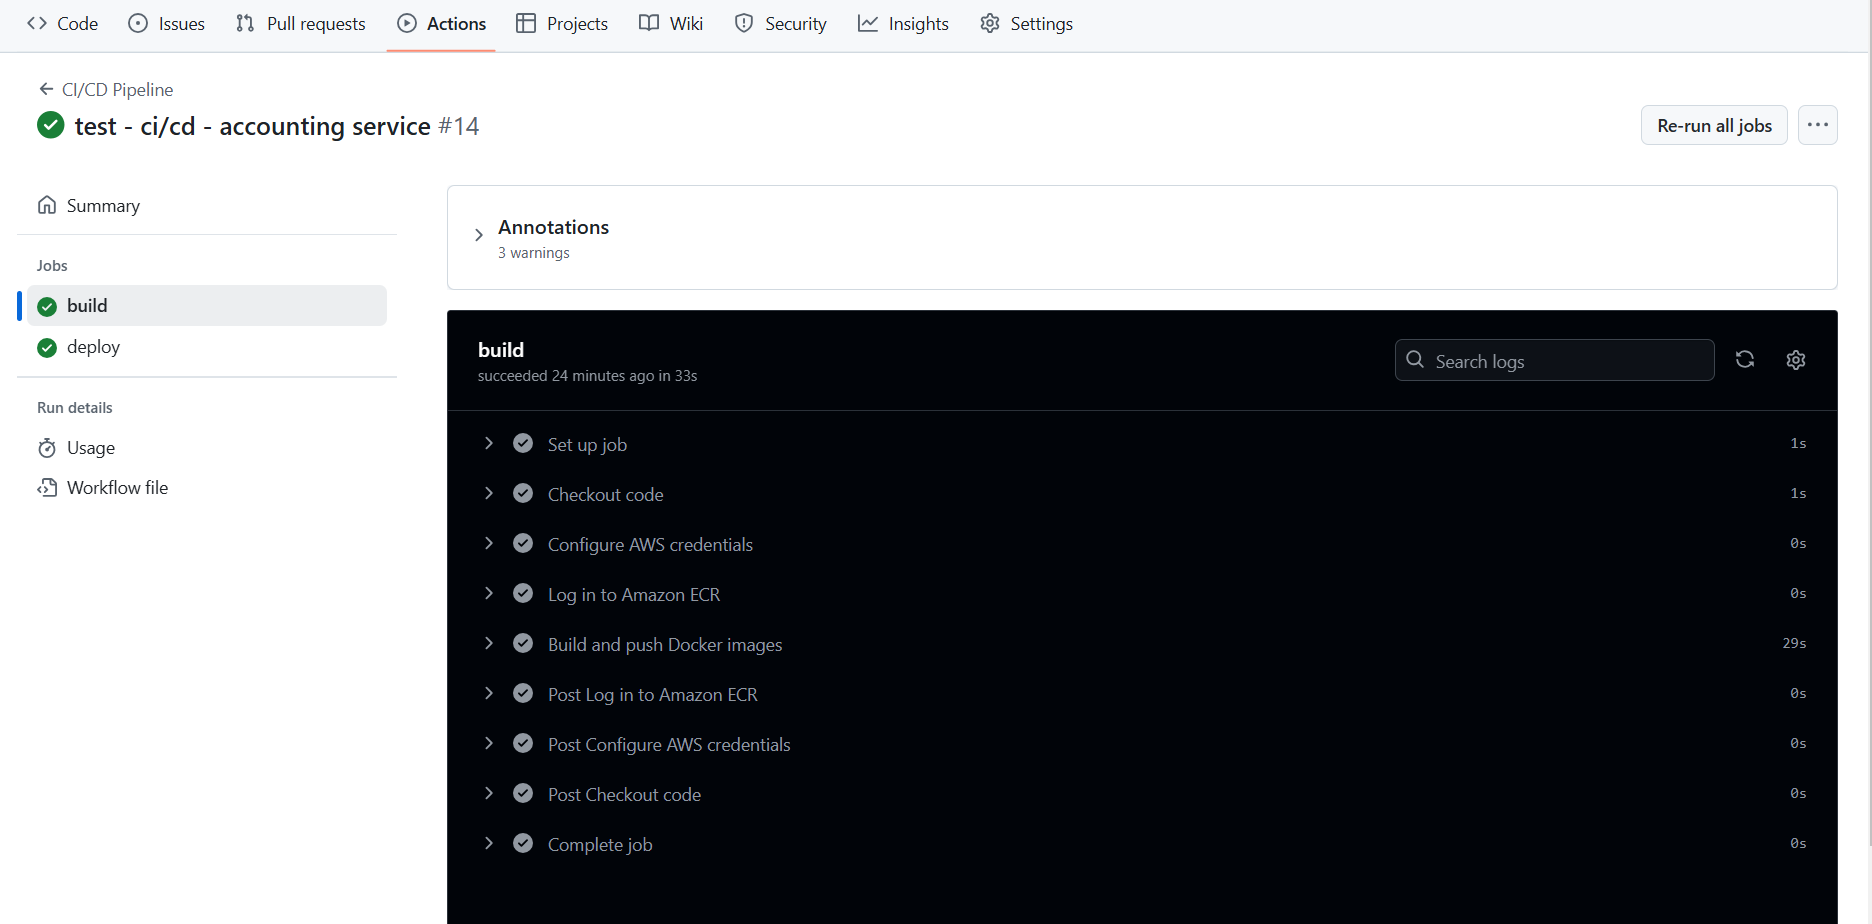 Code Issues Pull requests Actions Projects Wiki Security Insights Settings
CI/CD Pipeline
test - ci/cd - accounting service #14
Re-run all jobs
Summary
Jobs
build
deploy
Run details
Usage
Workflow file
Annotations
3 warnings
build
succeeded 24 minutes ago in 33s
Search logs
Set up job 1s
Checkout code 1s
Configure AWS credentials 0s
Log in to Amazon ECR 0s
Build and push Docker images 29s
Post Log in to Amazon ECR 0s
Post Configure AWS credentials 0s
Post Checkout code 0s
Complete job 0s